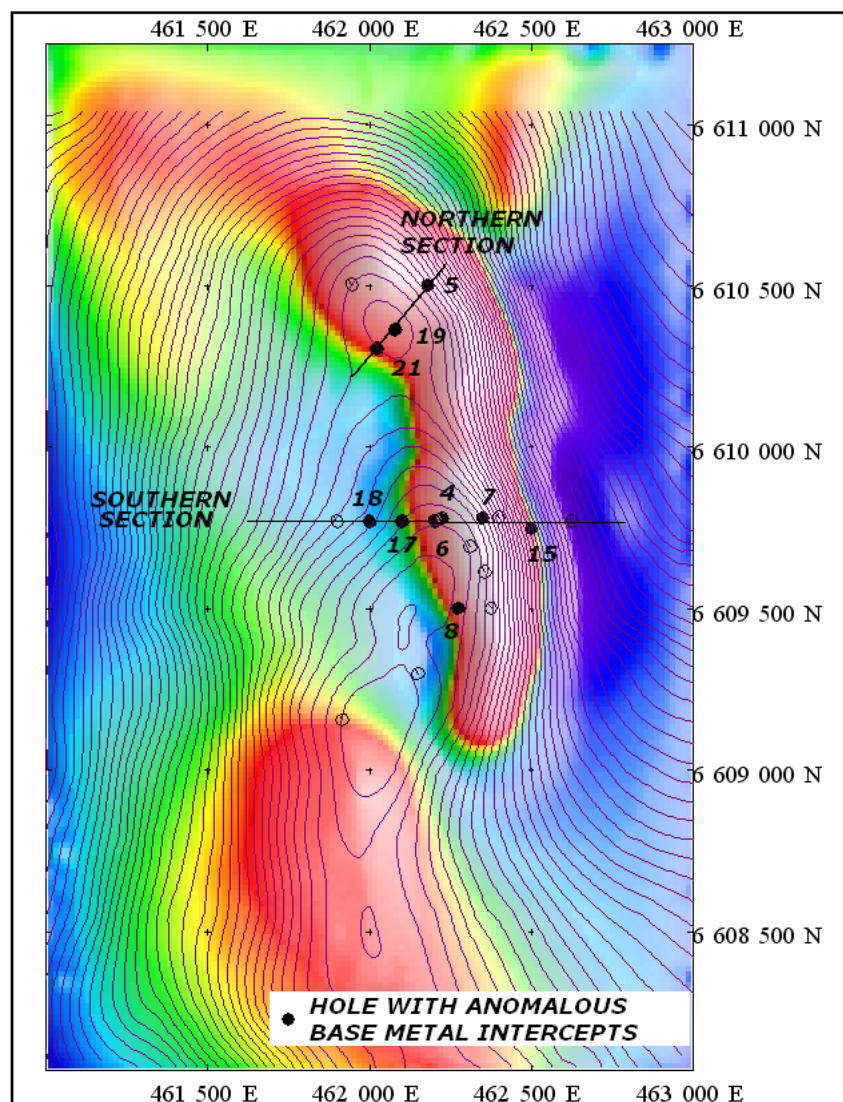 461 500 E 462 000 E 462 500 E 463 000 E
6 611 000 N
NORTHERN
SECTION
5
6 610 500 N
19
21
6 610 000 N
SOUTHERN
SECTION
18
4
7
17
6
15
6 609 500 N
8
6 609 000 N
6 608 500 N
HOLE WITH ANOMALOUS
BASE METAL INTERCEPTS
461 500 E 462 000 E 462 500 E 463 000 E